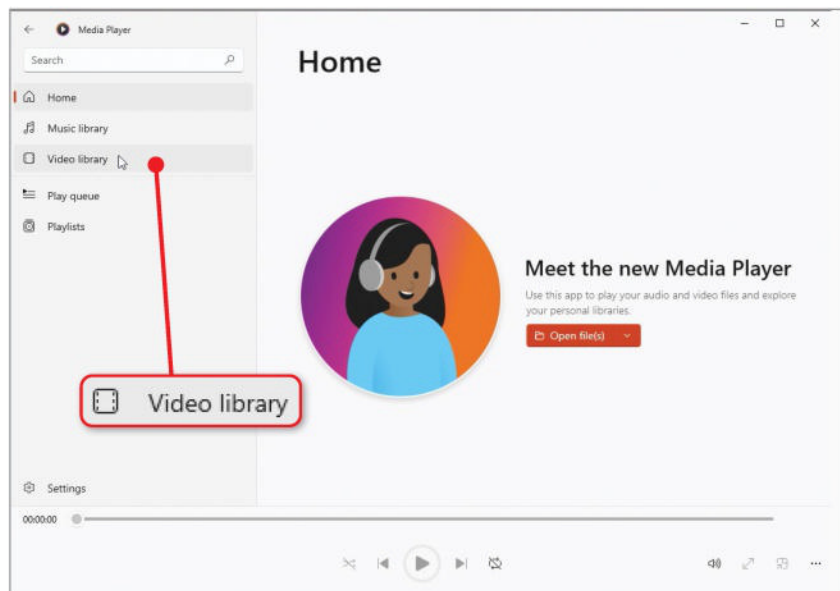 Media Player
Search
Home
Home
Music library
Video library
Play queue
Playlists
Meet the new Media Player
Use this app to play your audio and video files and explore
your personal libraries.
Open file(s)
Video library
Settings
00:00:00